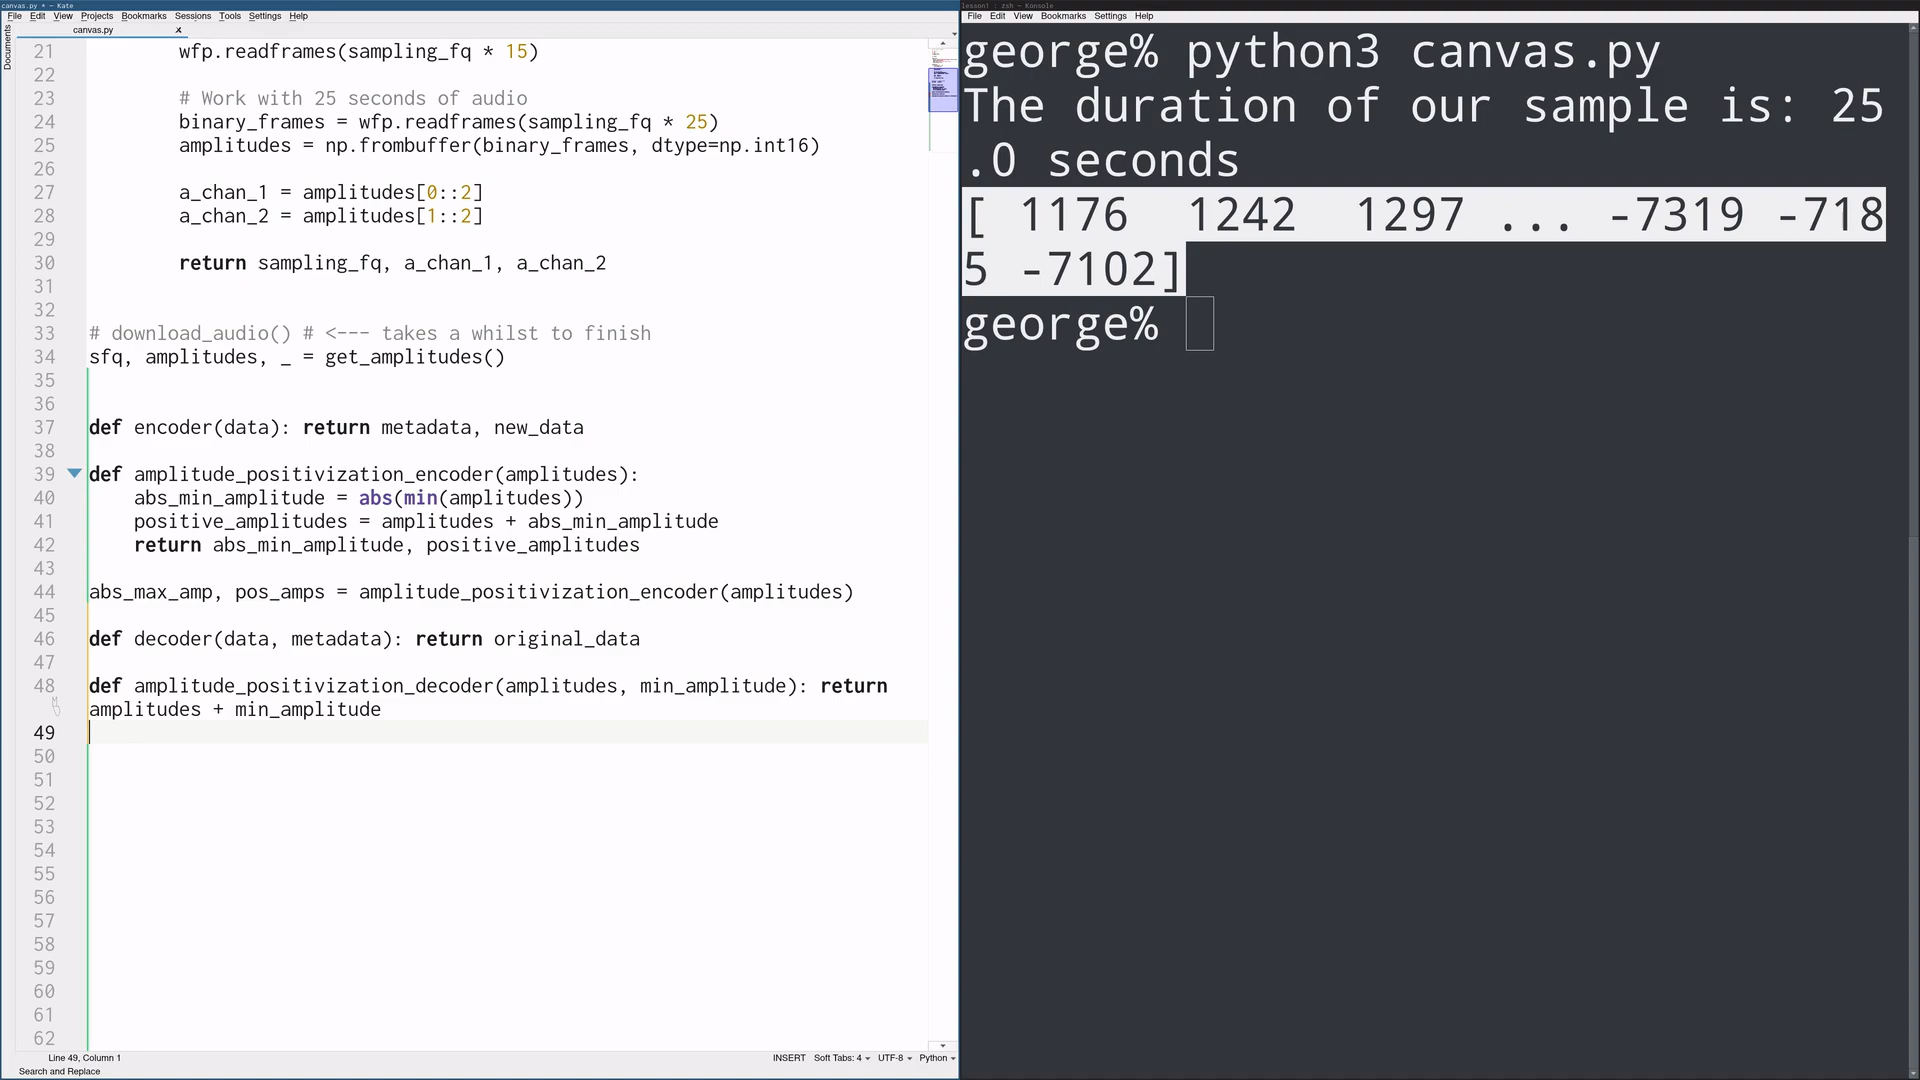 canvas.py * — Kate
File Edit View Projects Bookmarks Sessions Tools Settings Help
canvas.py x
Documents
21 wfp.readframes(sampling_fq * 15)
22
23 # Work with 25 seconds of audio
24 binary_frames = wfp.readframes(sampling_fq * 25)
25 amplitudes = np.frombuffer(binary_frames, dtype=np.int16)
26
27 a_chan_1 = amplitudes[0::2]
28 a_chan_2 = amplitudes[1::2]
29
30 return sampling_fq, a_chan_1, a_chan_2
31
32
33 # download_audio() # <--- takes a whilst to finish
34 sfq, amplitudes, _ = get_amplitudes()
35
36
37 def encoder(data): return metadata, new_data
38
39 def amplitude_positivization_encoder(amplitudes):
40 abs_min_amplitude = abs(min(amplitudes))
41 positive_amplitudes = amplitudes + abs_min_amplitude
42 return abs_min_amplitude, positive_amplitudes
43
44 abs_max_amp, pos_amps = amplitude_positivization_encoder(amplitudes)
45
46 def decoder(data, metadata): return original_data
47
48 def amplitude_positivization_decoder(amplitudes, min_amplitude): return
amplitudes + min_amplitude
49
50
51
52
53
54
55
56
57
58
59
60
61
62
Line 49, Column 1 INSERT Soft Tabs: 4 UTF-8 Python
Search and Replace
lesson1 : zsh — Konsole
File Edit View Bookmarks Settings Help
george% python3 canvas.py
The duration of our sample is: 25
.0 seconds
[ 1176 1242 1297 ... -7319 -718
5 -7102]
george%